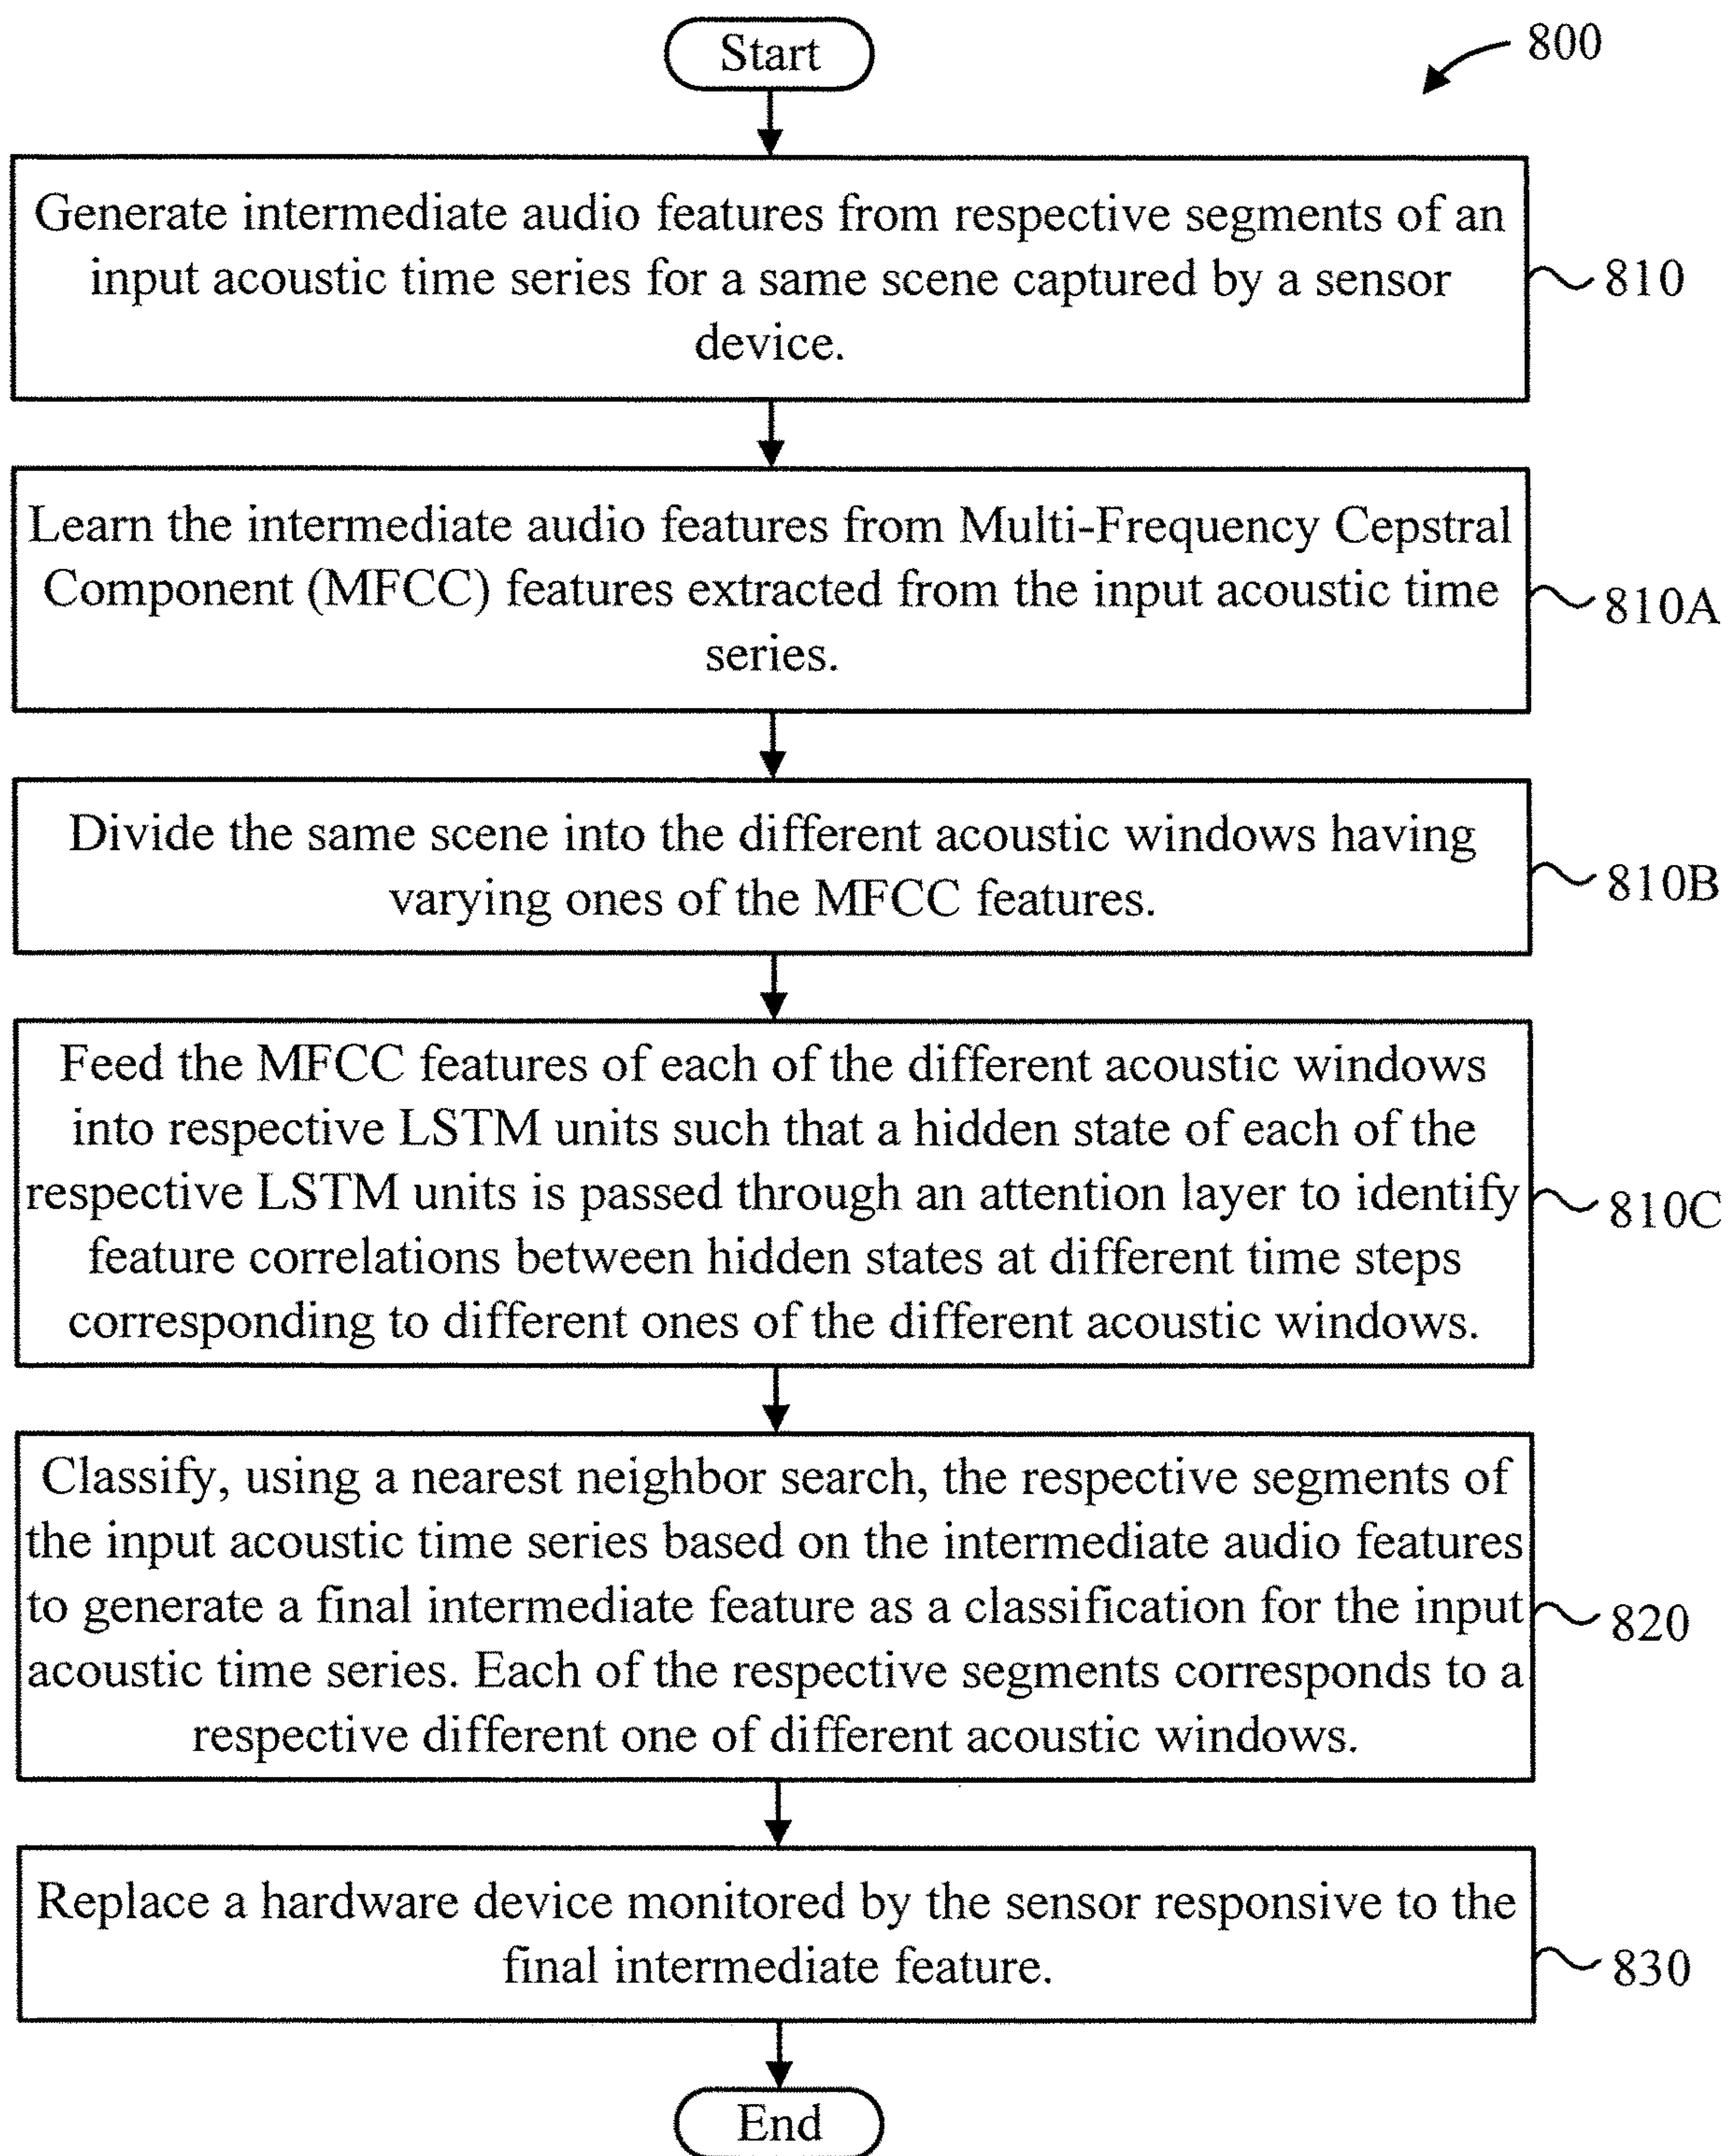 Start
800
Generate intermediate audio features from respective segments of an
input acoustic time series for a same scene captured by a sensor
device.
810
Learn the intermediate audio features from Multi-Frequency Cepstral
Component (MFCC) features extracted from the input acoustic time
series.
810A
Divide the same scene into the different acoustic windows having
varying ones of the MFCC features.
810B
Feed the MFCC features of each of the different acoustic windows
into respective LSTM units such that a hidden state of each of the
respective LSTM units is passed through an attention layer to identify
feature correlations between hidden states at different time steps
corresponding to different ones of the different acoustic windows.
810C
Classify, using a nearest neighbor search, the respective segments of
the input acoustic time series based on the intermediate audio features
to generate a final intermediate feature as a classification for the input
acoustic time series. Each of the respective segments corresponds to a
respective different one of different acoustic windows.
820
Replace a hardware device monitored by the sensor responsive to the
final intermediate feature.
830
End